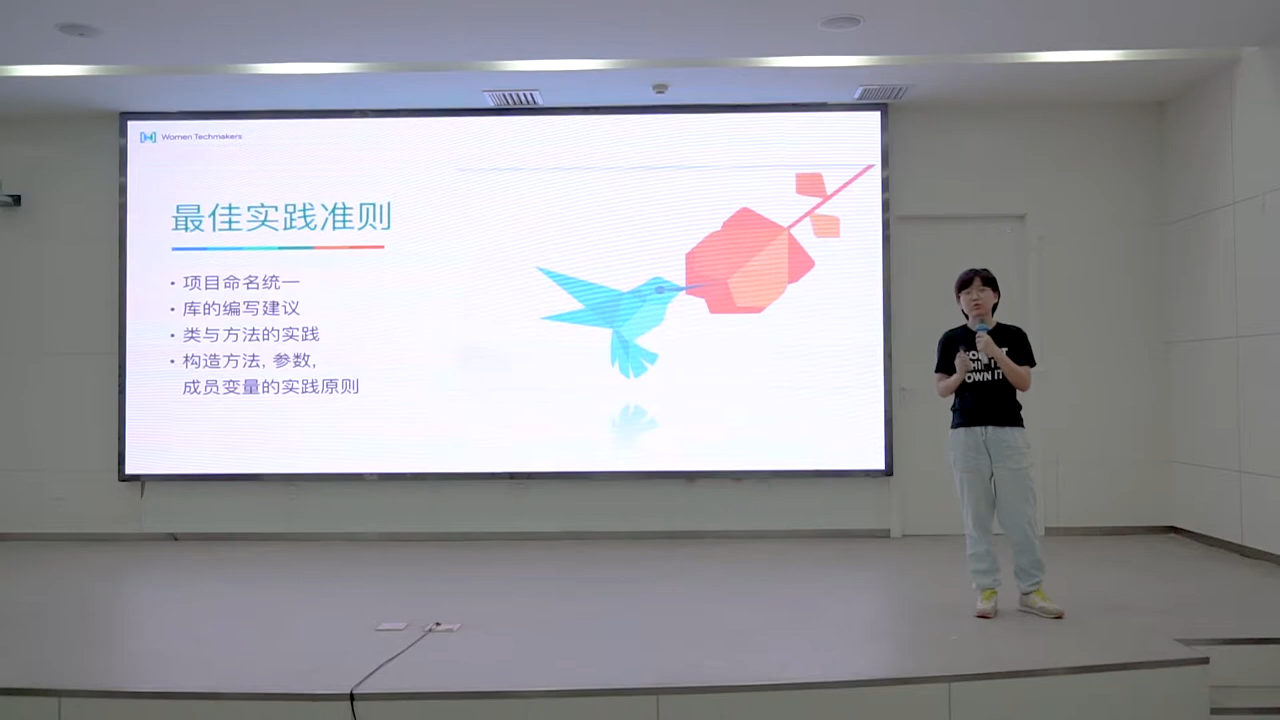 Women Techmakers
最佳实践准则
• 项目命名统一
• 库的编写建议
• 类与方法的实践
• 构造方法, 参数,
成员变量的实践原则
OWN IT